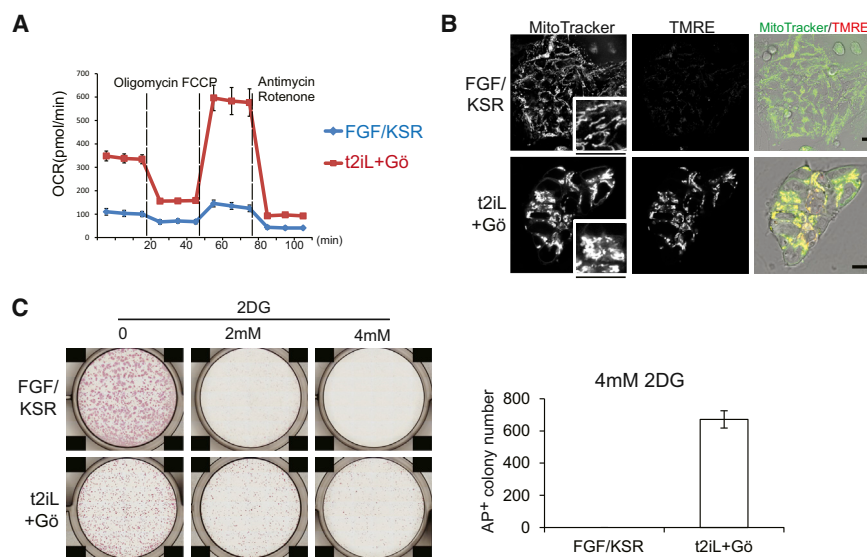 A
Oligomycin FCCP
Antimycin
Rotenone
OCR(pmol/min)
700
600
500
400
300
200
100
0
0 20 40 60 80 100 (min)
FGF/KSR
t2iL+Gö
B
MitoTracker TMRE MitoTracker/TMRE
FGF/
KSR
t2iL
+Gö
C
2DG
0 2mM 4mM
FGF/
KSR
t2iL
+Gö
4mM 2DG
AP+ colony number
800
600
400
200
0
FGF/KSR t2iL+Gö